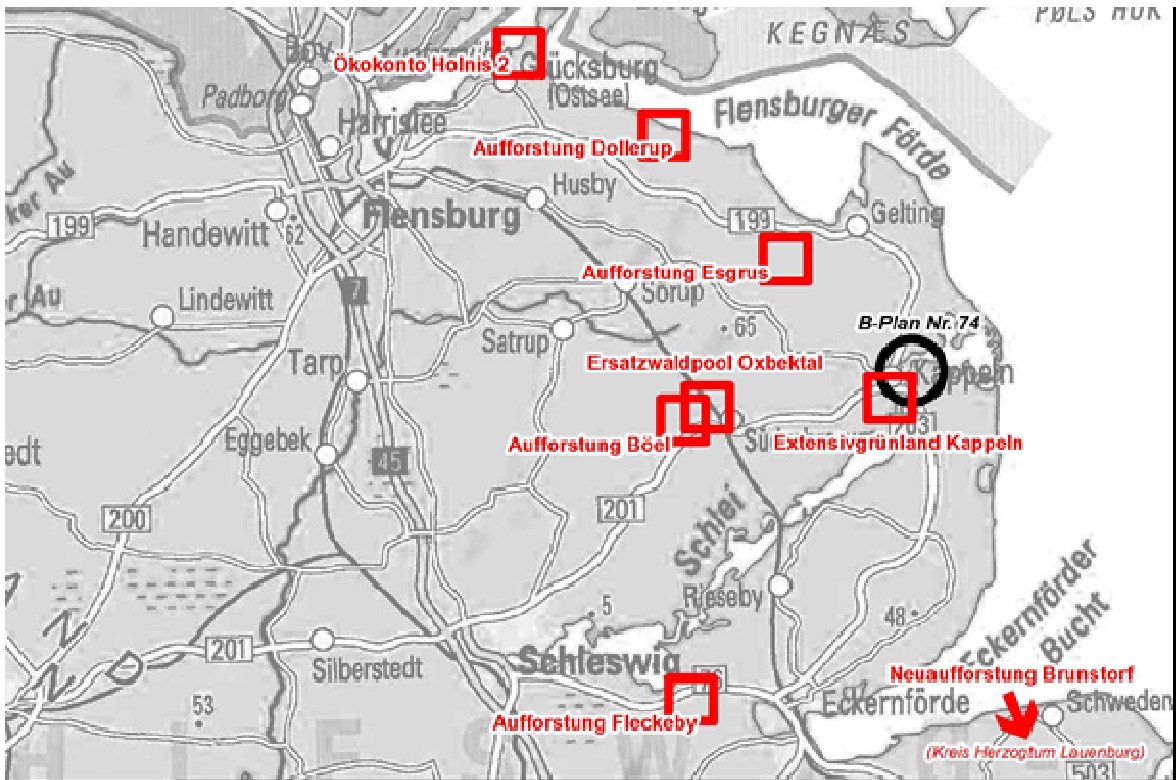 PØLS HUK
KEGNÆS
Ökokonto Holnis 2
Glücksburg
(Ostsee)
Padborg
Harrislee
Flensburger Förde
Aufforstung Dollerup
Husby
Flensburg
199
Gelting
199
Handewitt
62
Aufforstung Esgrus
Lindewitt
7
Sörup
65
B-Plan Nr. 74
Satrup
Tarp
Ersatzwaldpool Oxbektal
Kappeln
Eggebek
Aufforstung Böel
Extensivgrünland Kappeln
203
45
200
201
Schlei
Rieseby
5
48
Eckernförder
Bucht
201
Silberstedt
Schleswig
76
Neuaufforstung Brunstorf
53
Aufforstung Fleckeby
Eckernförde
Schweden
(Kreis Herzogtum Lauenburg)
503